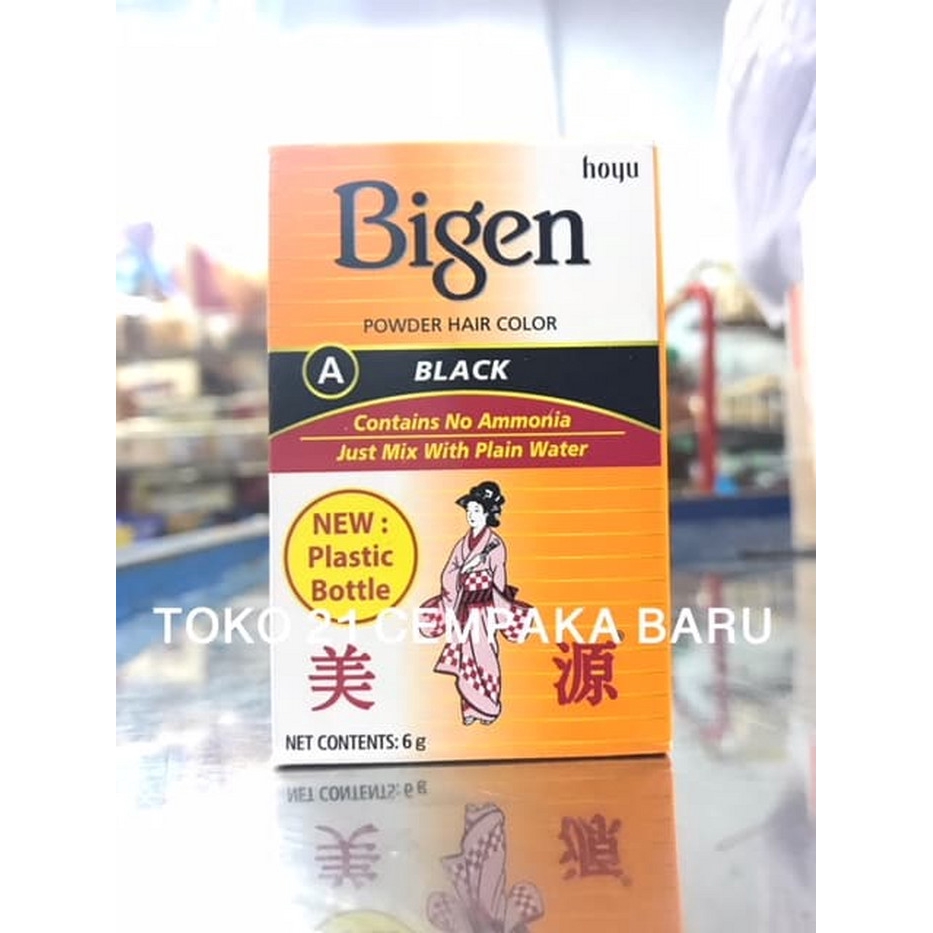 hoyu
Bigen
POWDER HAIR COLOR
A BLACK
Contains No Ammonia
Just Mix With Plain Water
NEW :
Plastic
Bottle
TOKO 21 CEMPAKA BARU
美 源
NET CONTENTS: 6 g